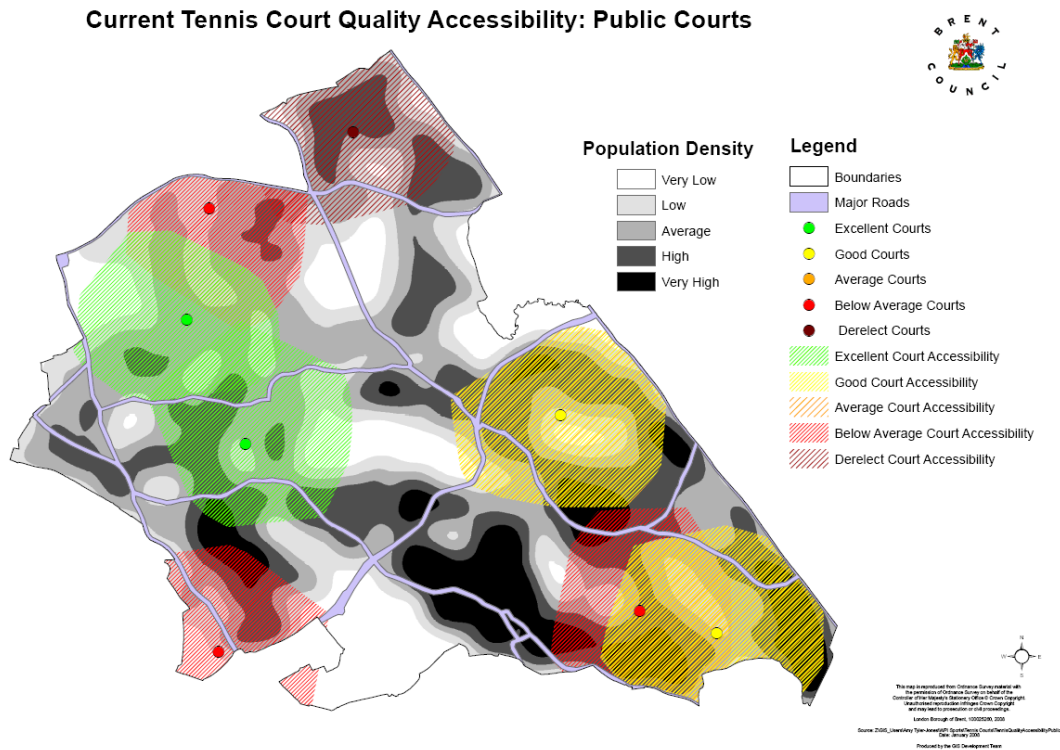 Current Tennis Court Quality Accessibility: Public Courts
BRENT
COUNCIL
Population Density
Very Low
Low
Average
High
Very High
Legend
Boundaries
Major Roads
Excellent Courts
Good Courts
Average Courts
Below Average Courts
Derelect Courts
Excellent Court Accessibility
Good Court Accessibility
Average Court Accessibility
Below Average Court Accessibility
Derelect Court Accessibility
N
W
E
S
This map is reproduced from Ordnance Survey material with
the permission of Ordnance Survey on behalf of the
Controller of Her Majesty's Stationery Office © Crown Copyright.
Unauthorised reproduction infringes Crown Copyright
and may lead to prosecution or civil proceedings.
London Borough of Brent, 100025260, 2008
Date: January 2008
Produced by the GIS Development Team